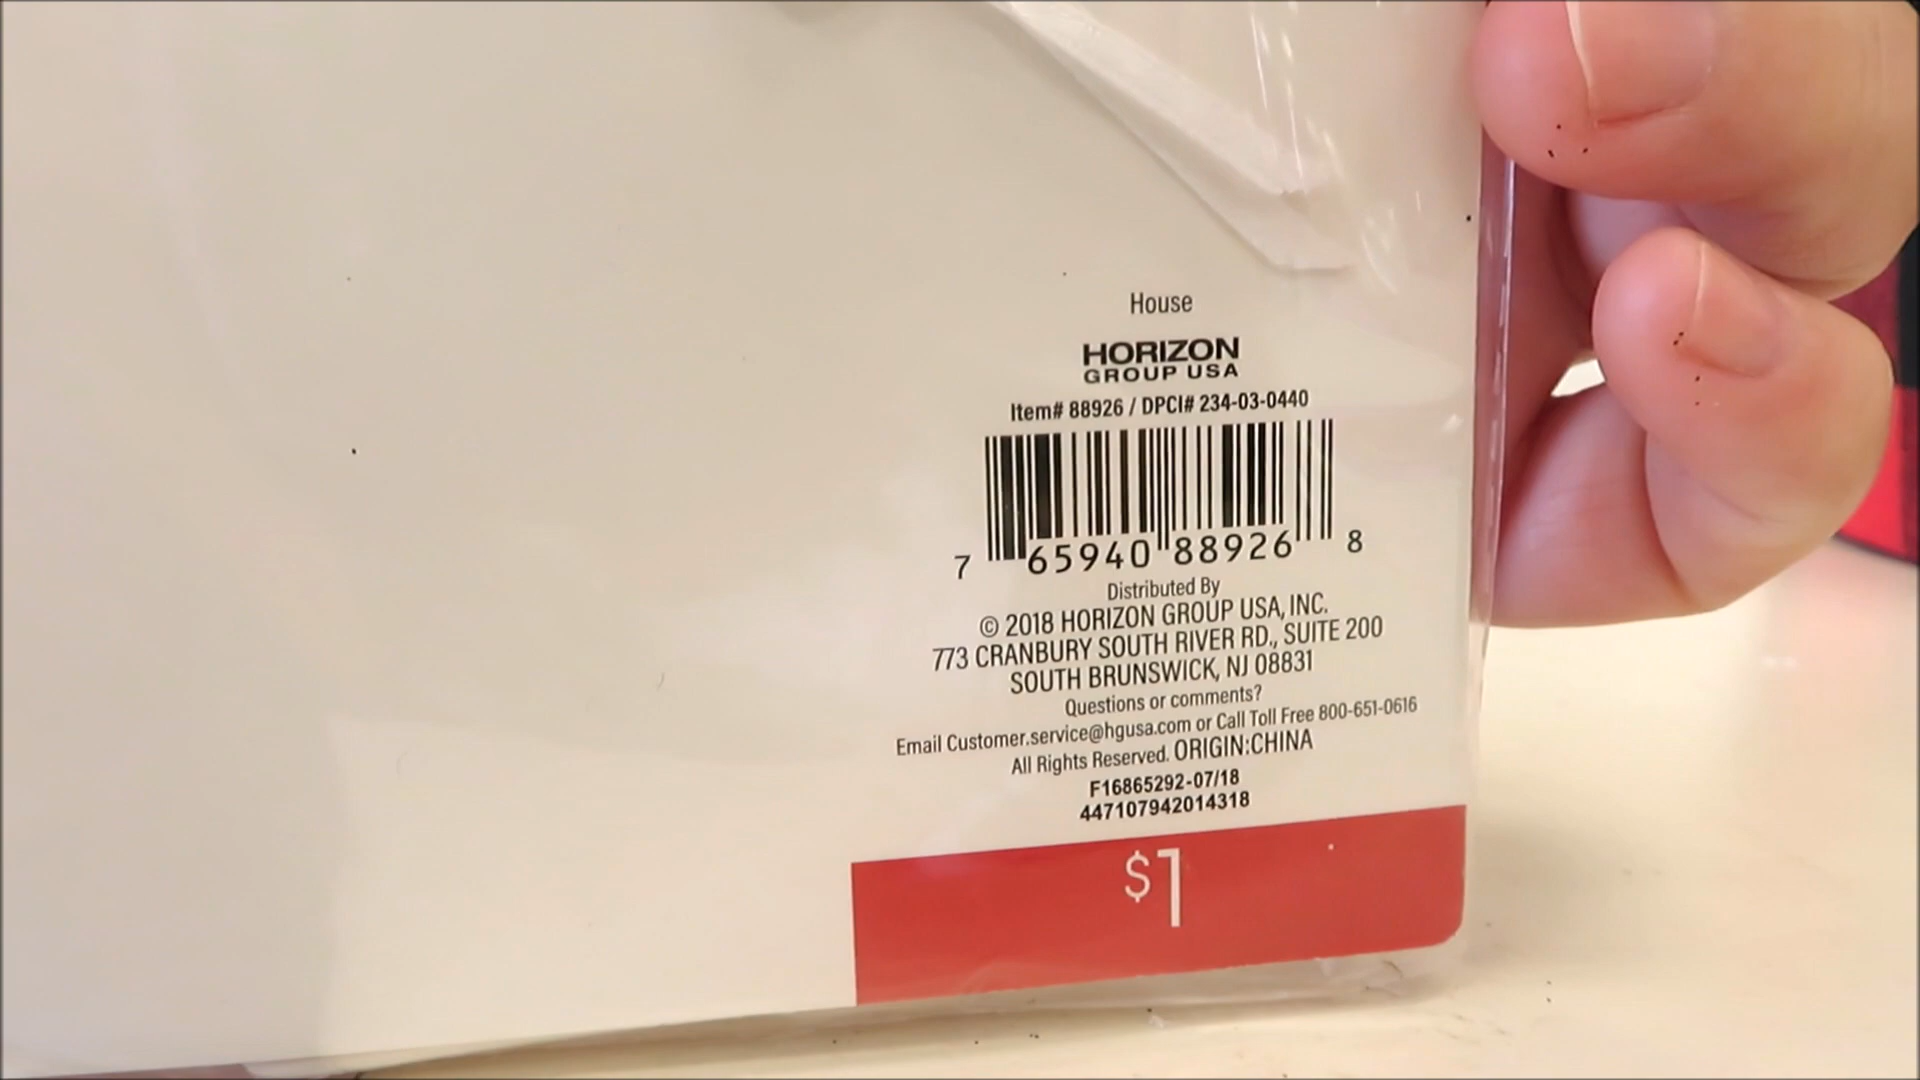 House
HORIZON
GROUP USA
Item# 88926 / DPCI# 234-03-0440
7 65940 88926 8
Distributed By
© 2018 HORIZON GROUP USA, INC.
773 CRANBURY SOUTH RIVER RD., SUITE 200
SOUTH BRUNSWICK, NJ 08831
Questions or comments?
Email Customer.service@hgusa.com or Call Toll Free 800-651-0616
All Rights Reserved. ORIGIN:CHINA
F16865292-07/18
447107942014318
$1